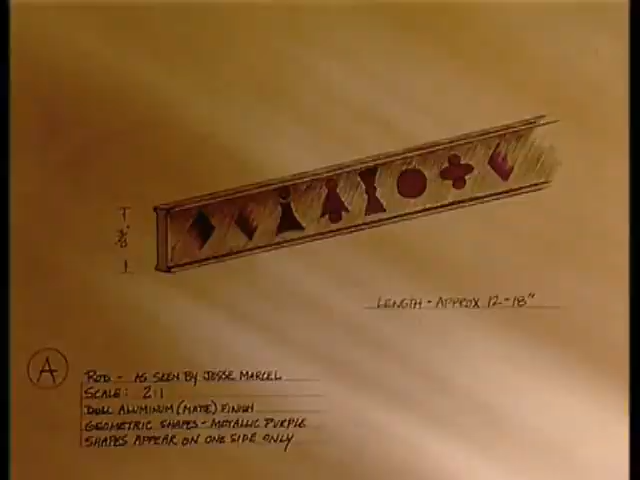 3/8"
LENGTH - APPROX 12-18"
A
ROD - AS SEEN BY JESSE MARCEL
SCALE: 2:1
DULL ALUMINUM (MATTE) FINISH
GEOMETRIC SHAPES - METALLIC PURPLE
SHAPES APPEAR ON ONE SIDE ONLY